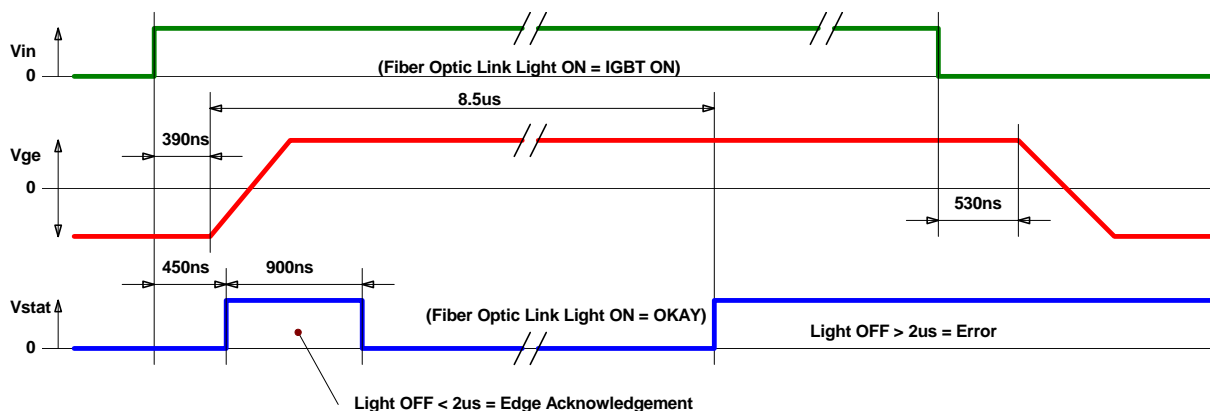 Vin
0
(Fiber Optic Link Light ON = IGBT ON)
8.5us
390ns
Vge
0
530ns
450ns
900ns
Vstat
(Fiber Optic Link Light ON = OKAY)
Light OFF > 2us = Error
0
Light OFF < 2us = Edge Acknowledgement